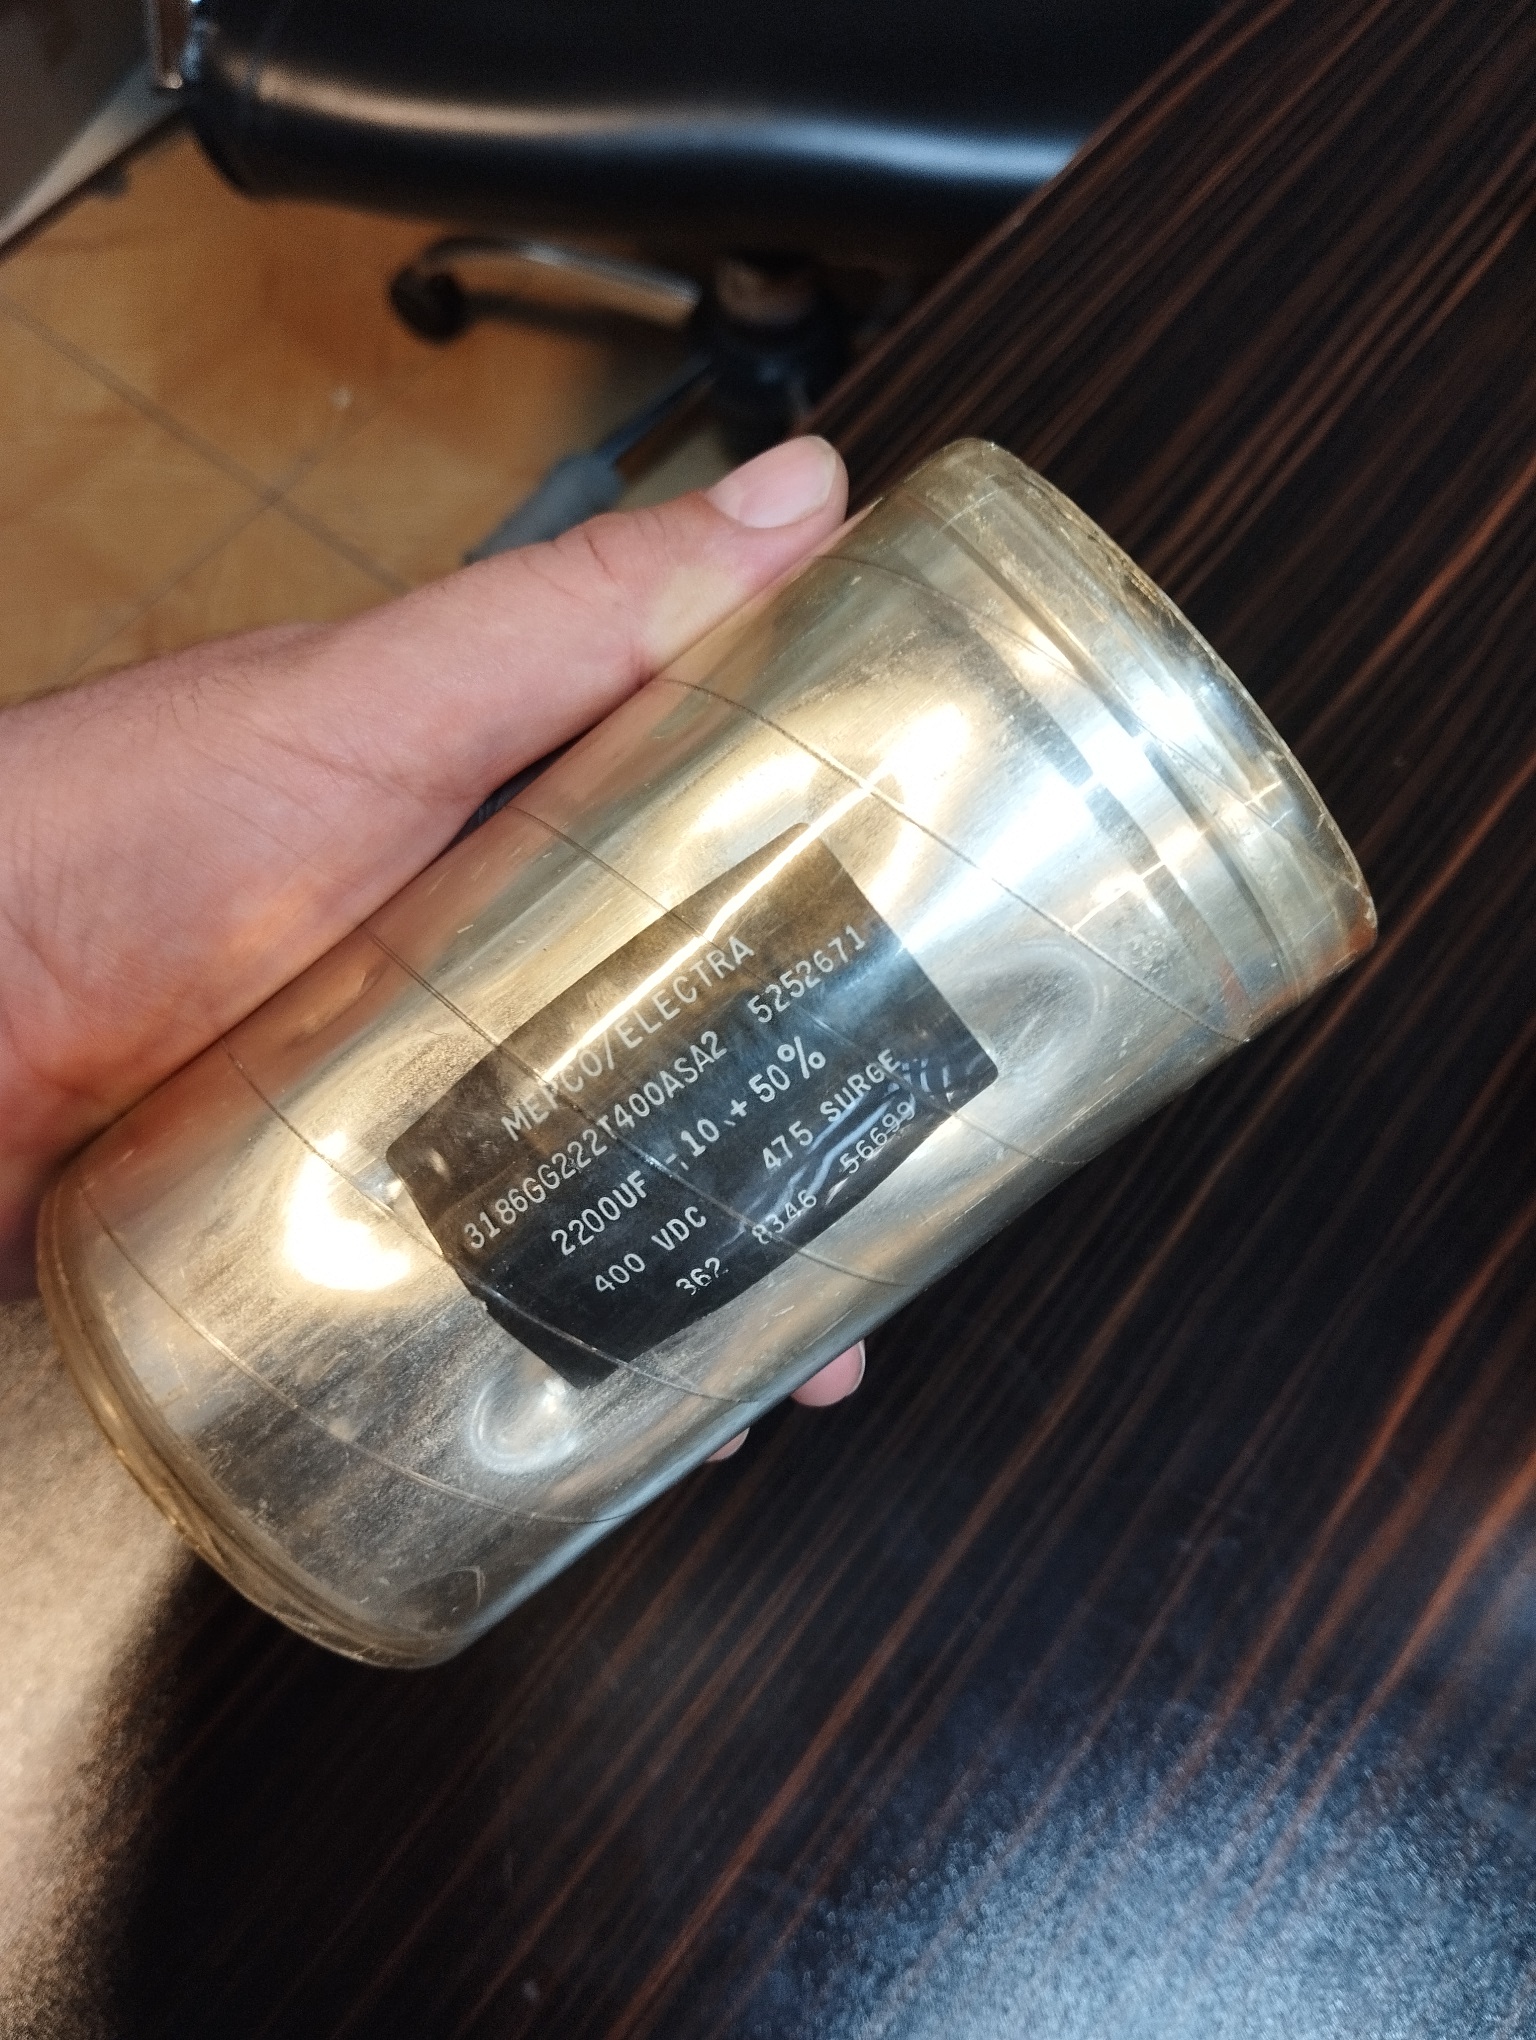 MEPCO/ELECTRA
3186GG222T400ASA2 5252671
2200UF -.10.+50%
400 VDC 475 SURGE
362 8346 56699